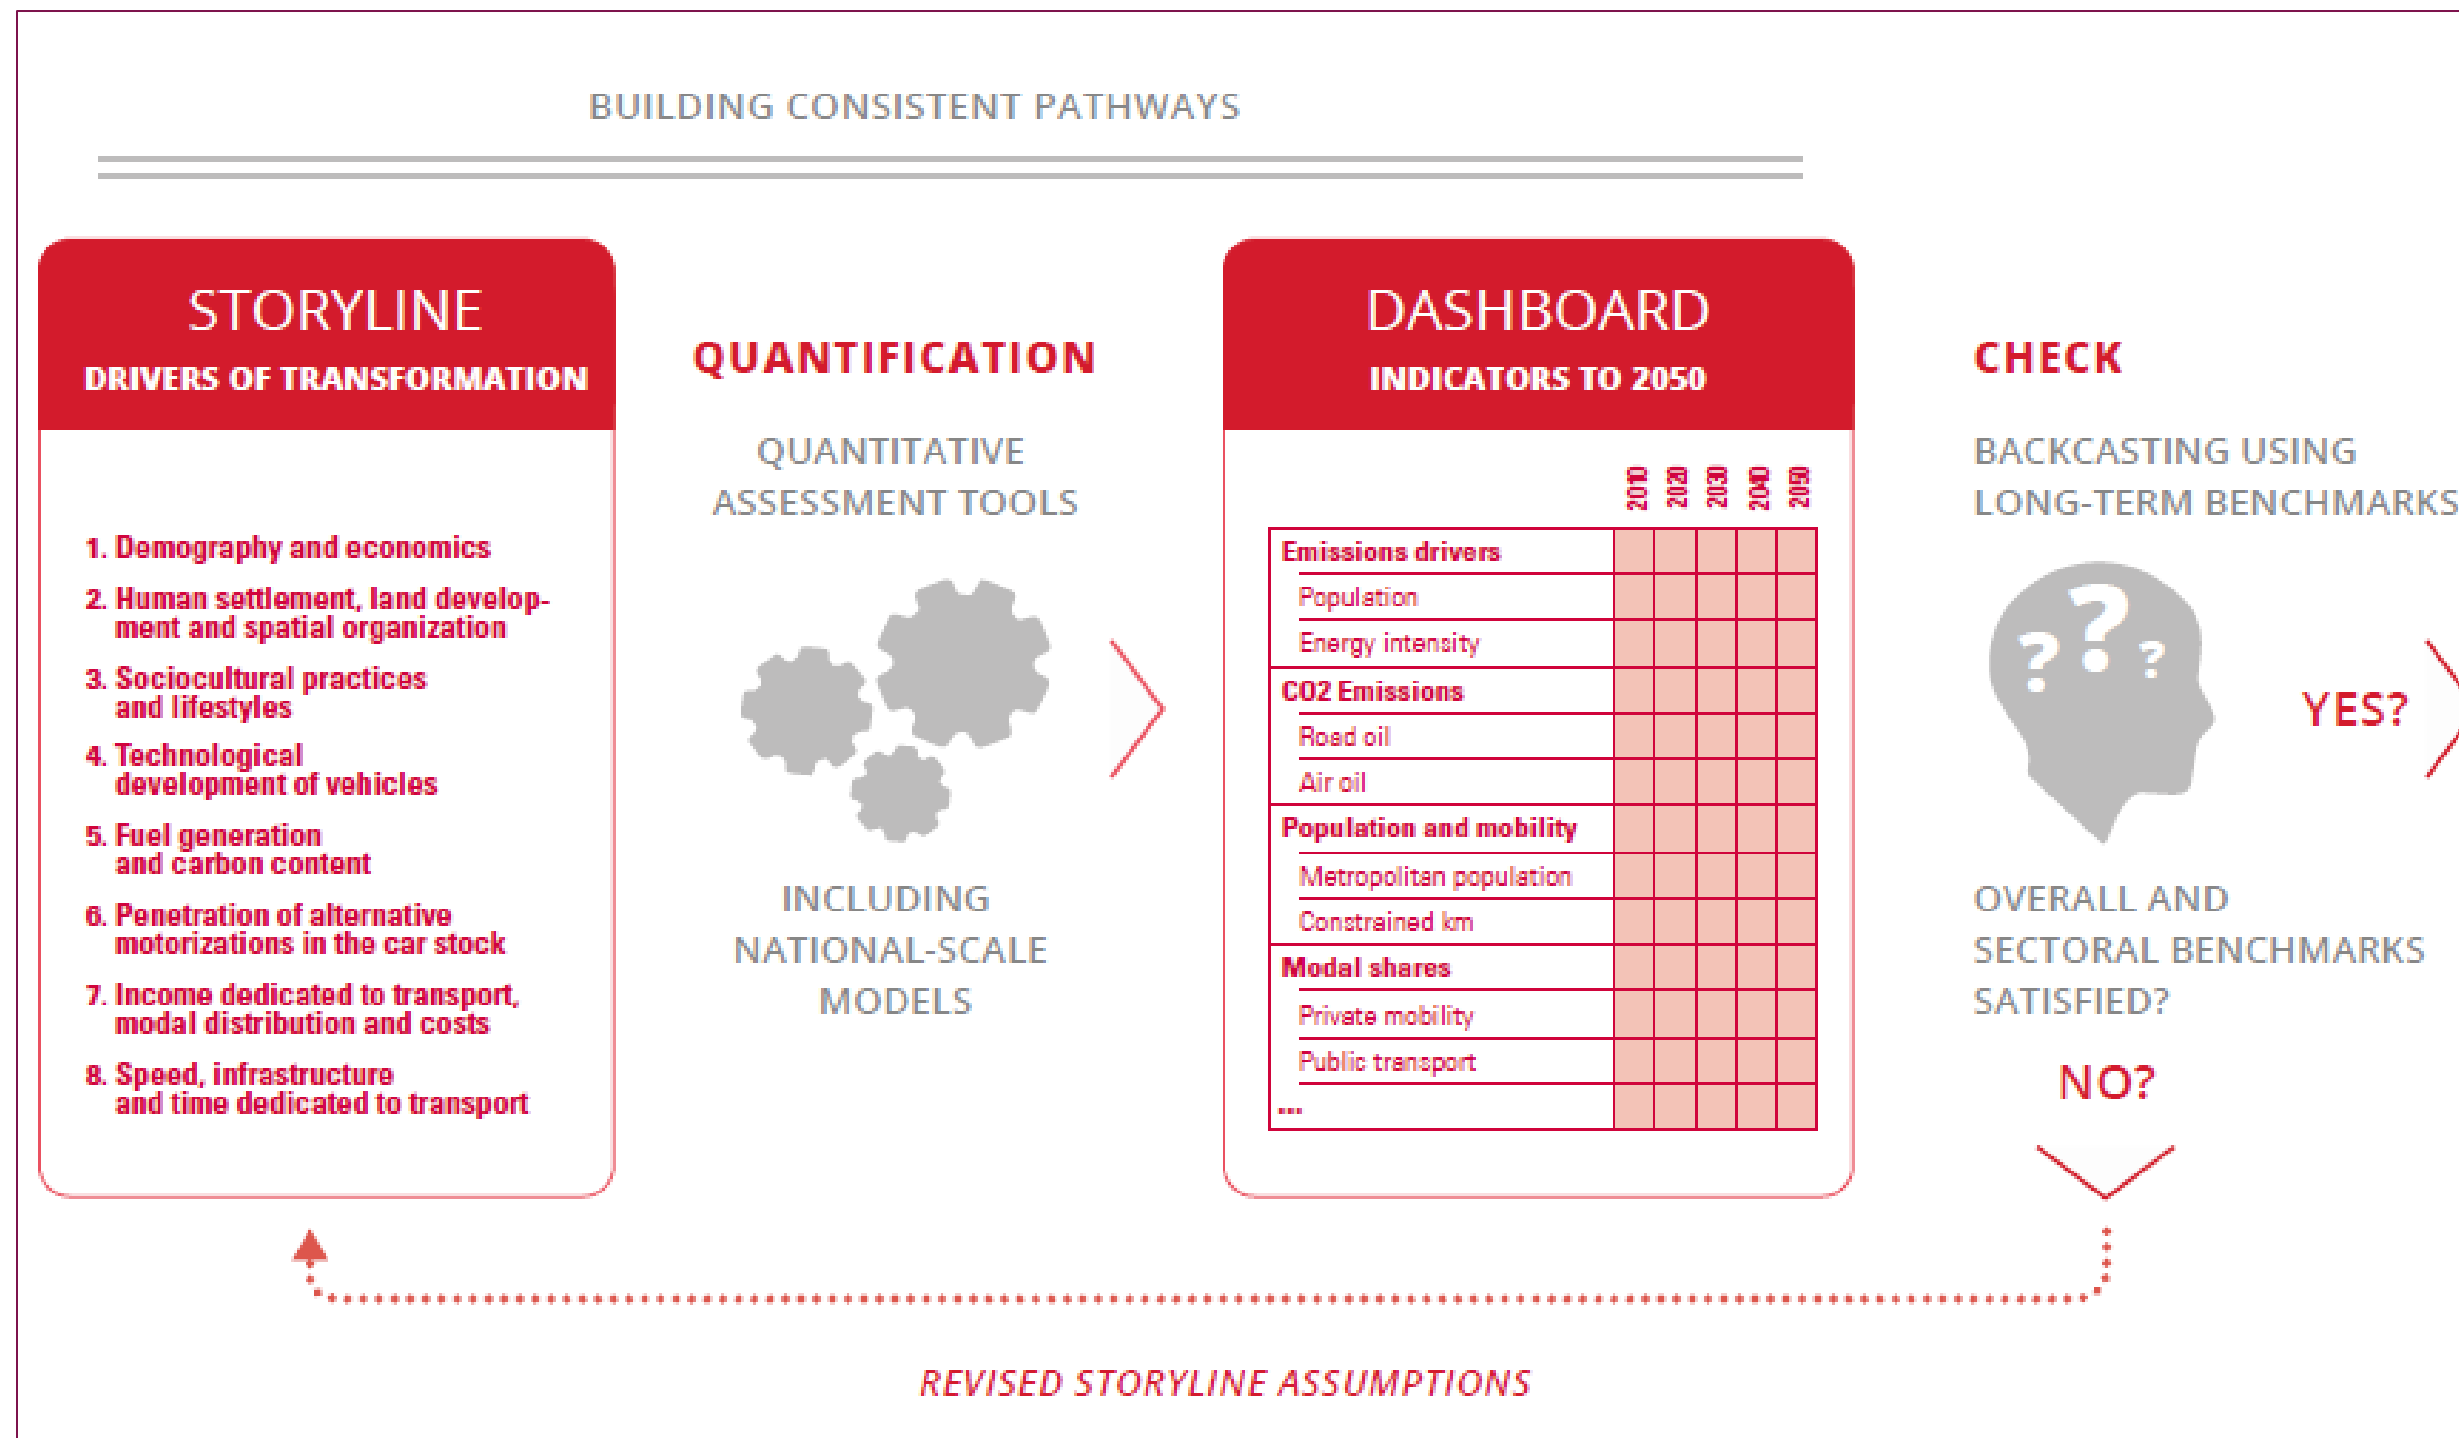 BUILDING CONSISTENT PATHWAYS
STORYLINE
DRIVERS OF TRANSFORMATION
1. Demography and economics
2. Human settlement, land develop-
ment and spatial organization
3. Sociocultural practices
and lifestyles
4. Technological
development of vehicles
5. Fuel generation
and carbon content
6. Penetration of alternative
motorizations in the car stock
7. Income dedicated to transport,
modal distribution and costs
8. Speed, infrastructure
and time dedicated to transport
QUANTIFICATION
QUANTITATIVE
ASSESSMENT TOOLS
INCLUDING
NATIONAL-SCALE
MODELS
DASHBOARD
INDICATORS TO 2050
2010 2020 2030 2040 2050
Emissions drivers
Population
Energy intensity
CO2 Emissions
Road oil
Air oil
Population and mobility
Metropolitan population
Constrained km
Modal shares
Private mobility
Public transport
...
CHECK
BACKCASTING USING
LONG-TERM BENCHMARKS
? ? ?
YES?
OVERALL AND
SECTORAL BENCHMARKS
SATISFIED?
NO?
REVISED STORYLINE ASSUMPTIONS